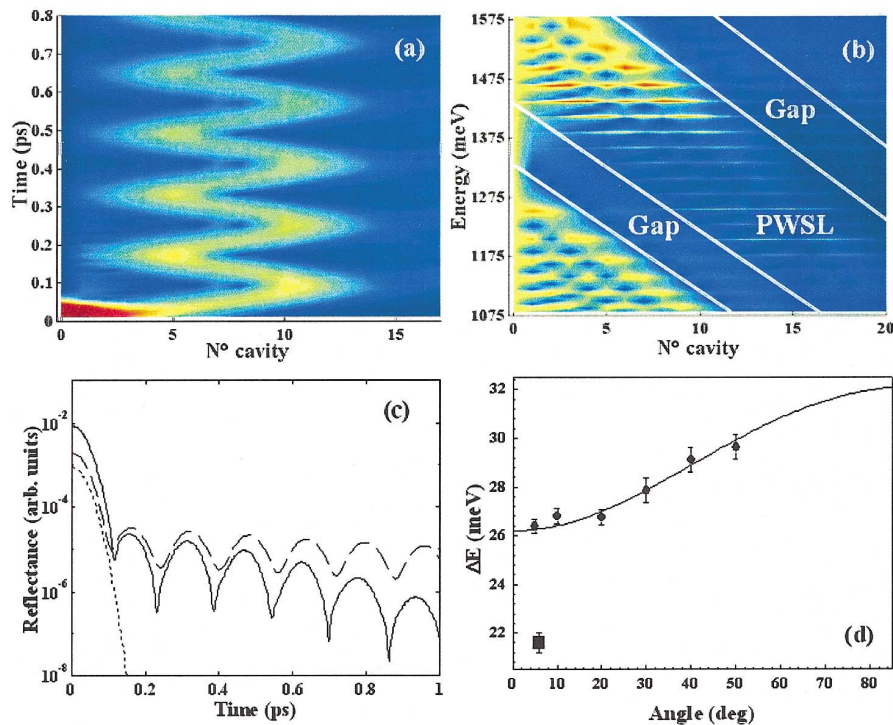 (a)
0.8
0.7
0.6
0.5
0.4
0.3
0.2
0.1
0
Time (ps)
0 5 10 15
N° cavity
(b)
1575
1475
1375
1275
1175
1075
Energy (meV)
Gap
Gap
PWSL
0 5 10 15 20
N° cavity
(c)
10-2
10-4
10-6
10-8
Reflectance (arb. units)
0 0.2 0.4 0.6 0.8 1
Time (ps)
(d)
32
30
28
26
24
22
ΔE (meV)
0 10 20 30 40 50 60 70 80
Angle (deg)